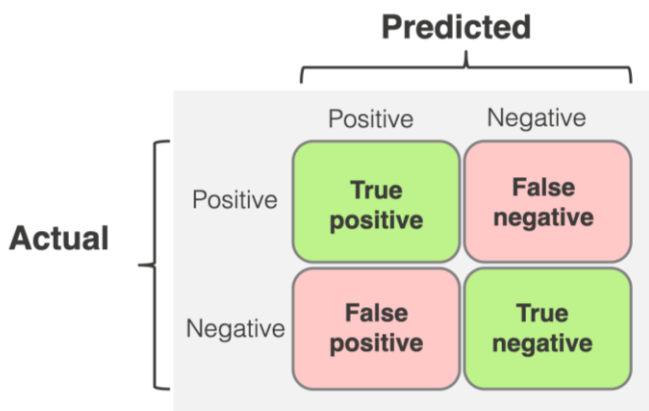 Predicted
Positive Negative
Actual
Positive
True
positive
False
negative
Negative
False
positive
True
negative